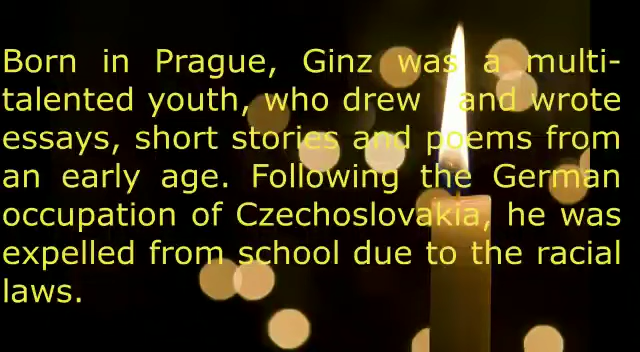 Born in Prague, Ginz was a multi-
talented youth, who drew and wrote
essays, short stories and poems from
an early age. Following the German
occupation of Czechoslovakia, he was
expelled from school due to the racial
laws.